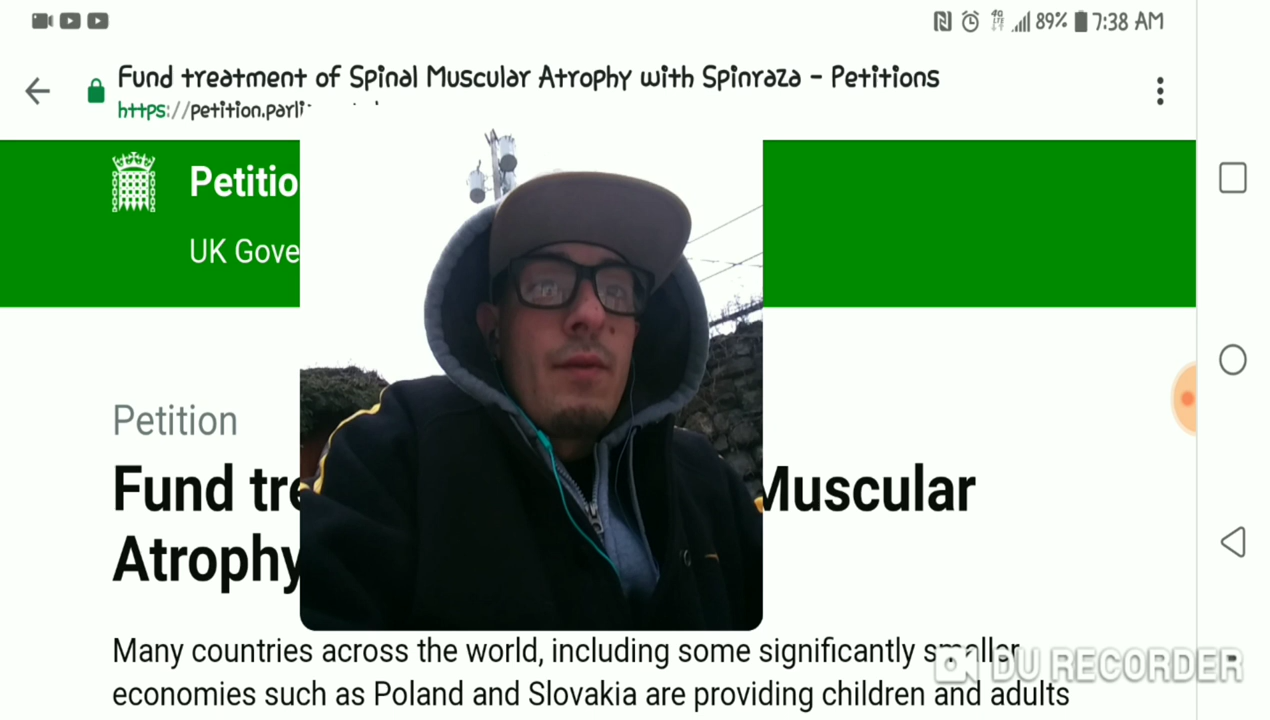 89% 7:38 AM
Fund treatment of Spinal Muscular Atrophy with Spinraza – Petitions
https://petition.parli
Petitio
UK Gove
Petition
Fund tre Muscular
Atrophy
Many countries across the world, including some significantly smaller
economies such as Poland and Slovakia are providing children and adults
DU RECORDER